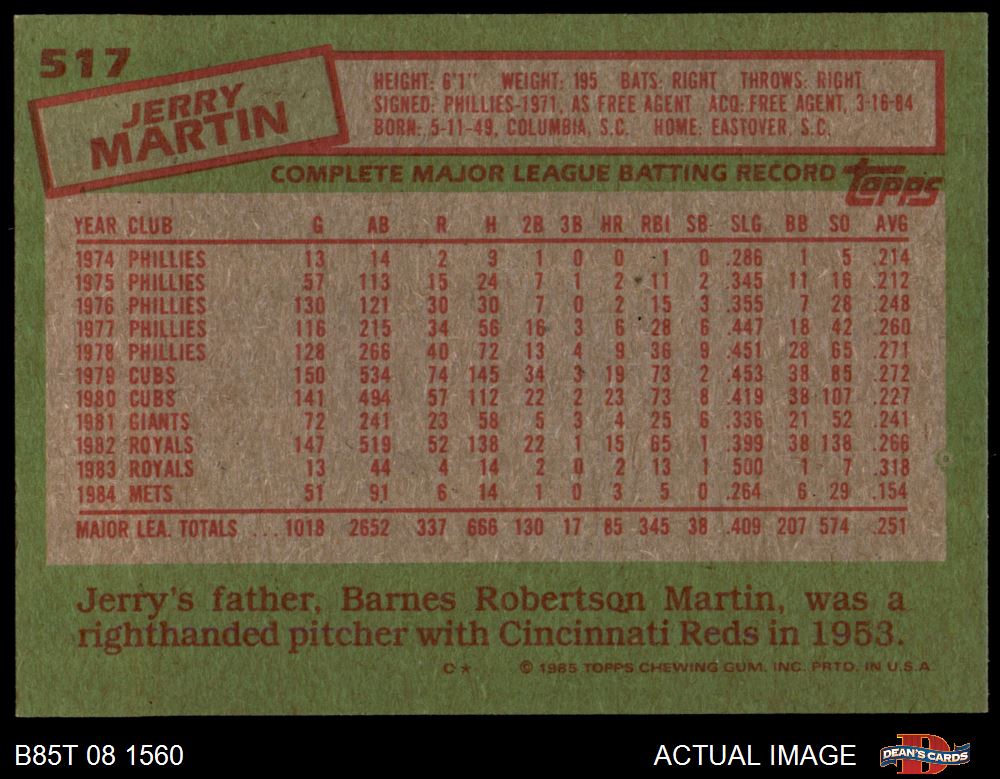 517
JERRY
MARTIN
HEIGHT: 6'1" WEIGHT: 195 BATS: RIGHT THROWS: RIGHT
SIGNED: PHILLIES-1971, AS FREE AGENT ACQ: FREE AGENT, 3-16-84
BORN: 5-11-49, COLUMBIA, S.C. HOME: EASTOVER, S.C.
COMPLETE MAJOR LEAGUE BATTING RECORD topps
YEAR CLUB G AB R H 2B 3B HR RBI SB SLG BB SO AVG
1974 PHILLIES 13 14 2 3 1 0 0 1 0 .286 1 5 .214
1975 PHILLIES 57 113 15 24 7 1 2 11 2 .345 11 16 .212
1976 PHILLIES 130 121 30 30 7 0 2 15 3 .355 7 28 .248
1977 PHILLIES 116 215 34 56 16 3 6 28 6 .447 18 42 .260
1978 PHILLIES 128 266 40 72 13 4 9 36 9 .451 28 65 .271
1979 CUBS 150 534 74 145 34 3 19 73 2 .453 38 85 .272
1980 CUBS 141 494 57 112 22 2 23 73 8 .419 38 107 .227
1981 GIANTS 72 241 23 58 5 3 4 25 6 .336 21 52 .241
1982 ROYALS 147 519 52 138 22 1 15 65 1 .399 38 138 .266
1983 ROYALS 13 44 4 14 2 0 2 13 1 .500 1 7 .318
1984 METS 51 91 6 14 1 0 3 5 0 .264 6 29 .154
MAJOR LEA. TOTALS ... 1018 2652 337 666 130 17 85 345 38 .409 207 574 .251
Jerry's father, Barnes Robertson Martin, was a
righthanded pitcher with Cincinnati Reds in 1953.
C* © 1985 TOPPS CHEWING GUM, INC. PRTD. IN U.S.A
B85T 08 1560 ACTUAL IMAGE D DEAN'S CARDS